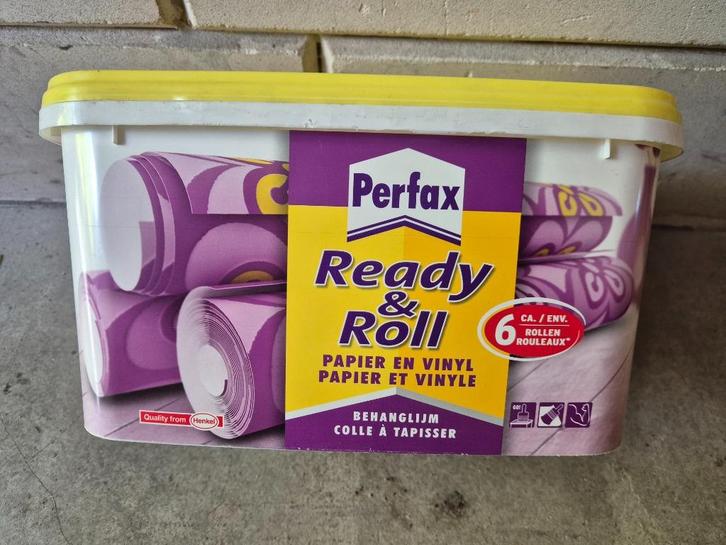 Perfax
Ready
&
Roll
PAPIER EN VINYL
PAPIER ET VINYLE
BEHANGLIJM
COLLE À TAPISSER
6 CA. / ENV.
ROLLEN
ROULEAUX*
Quality from Henkel